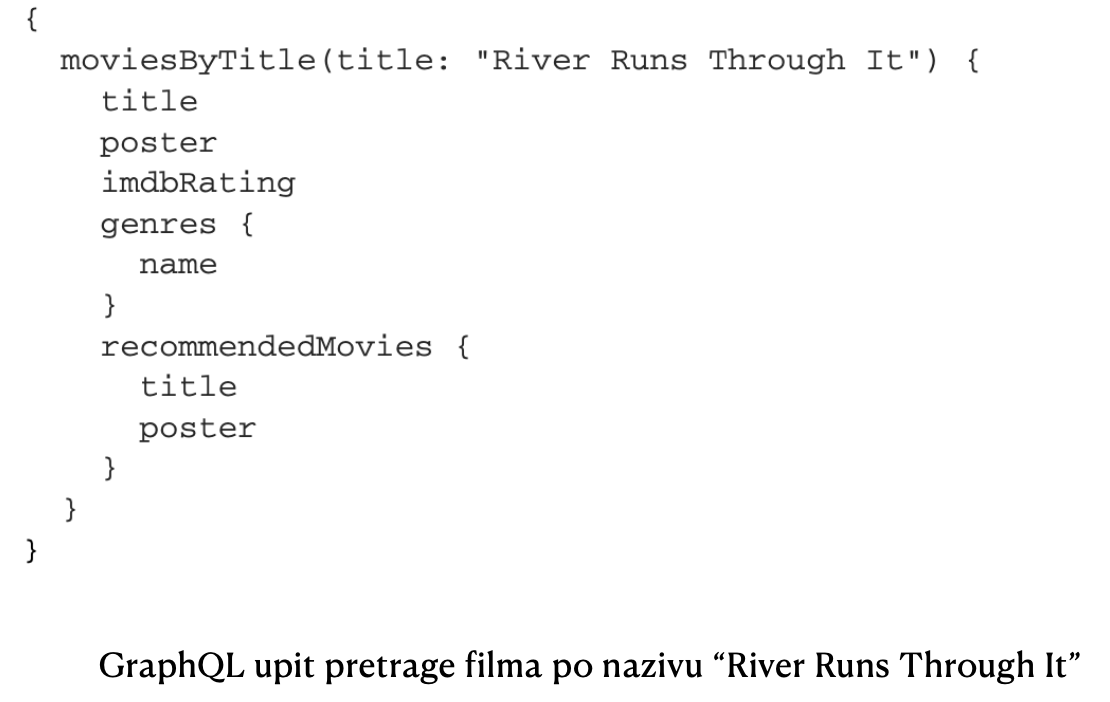 {
  moviesByTitle(title: "River Runs Through It") {
    title
    poster
    imdbRating
    genres {
      name
    }
    recommendedMovies {
      title
      poster
    }
  }
}
GraphQL upit pretrage filma po nazivu “River Runs Through It”